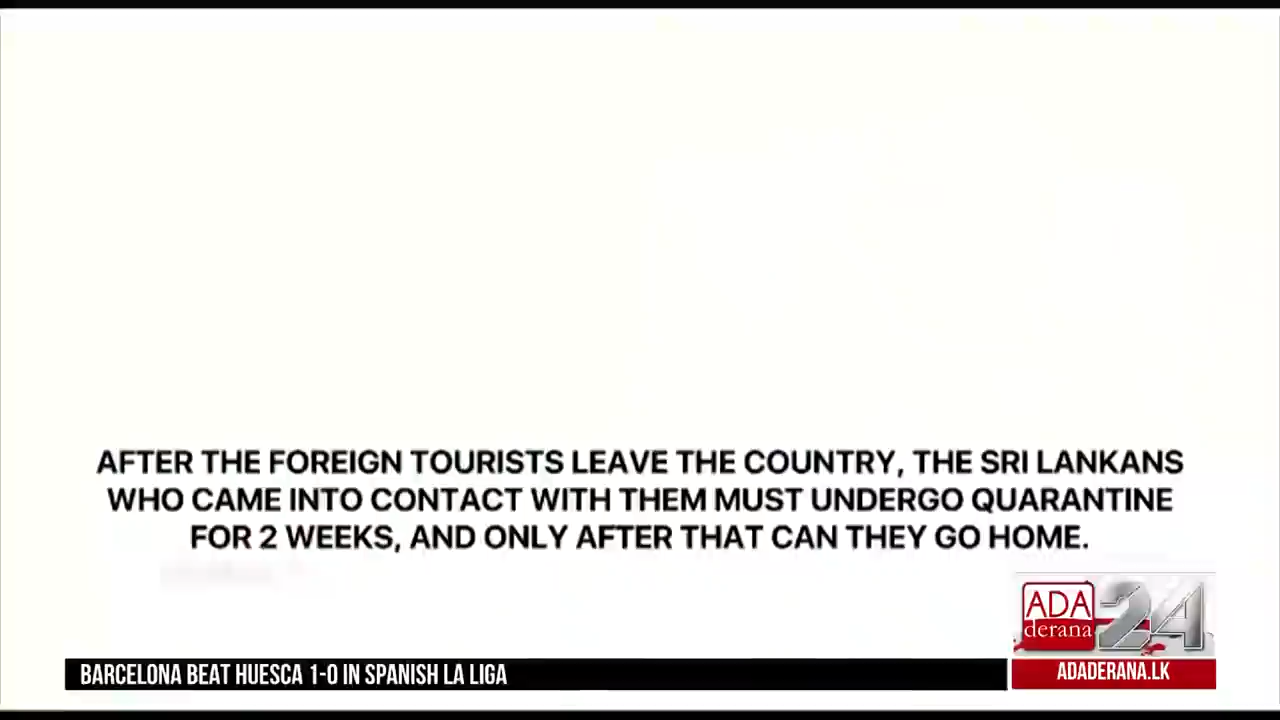 AFTER THE FOREIGN TOURISTS LEAVE THE COUNTRY, THE SRI LANKANS
WHO CAME INTO CONTACT WITH THEM MUST UNDERGO QUARANTINE
FOR 2 WEEKS, AND ONLY AFTER THAT CAN THEY GO HOME.
ADA
derana
24
BARCELONA BEAT HUESCA 1-0 IN SPANISH LA LIGA
ADADERANA.LK